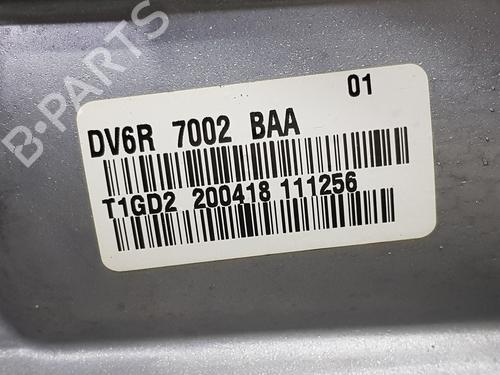 B-PARTS
01
DV6R 7002 BAA
T1GD2 200418 111256